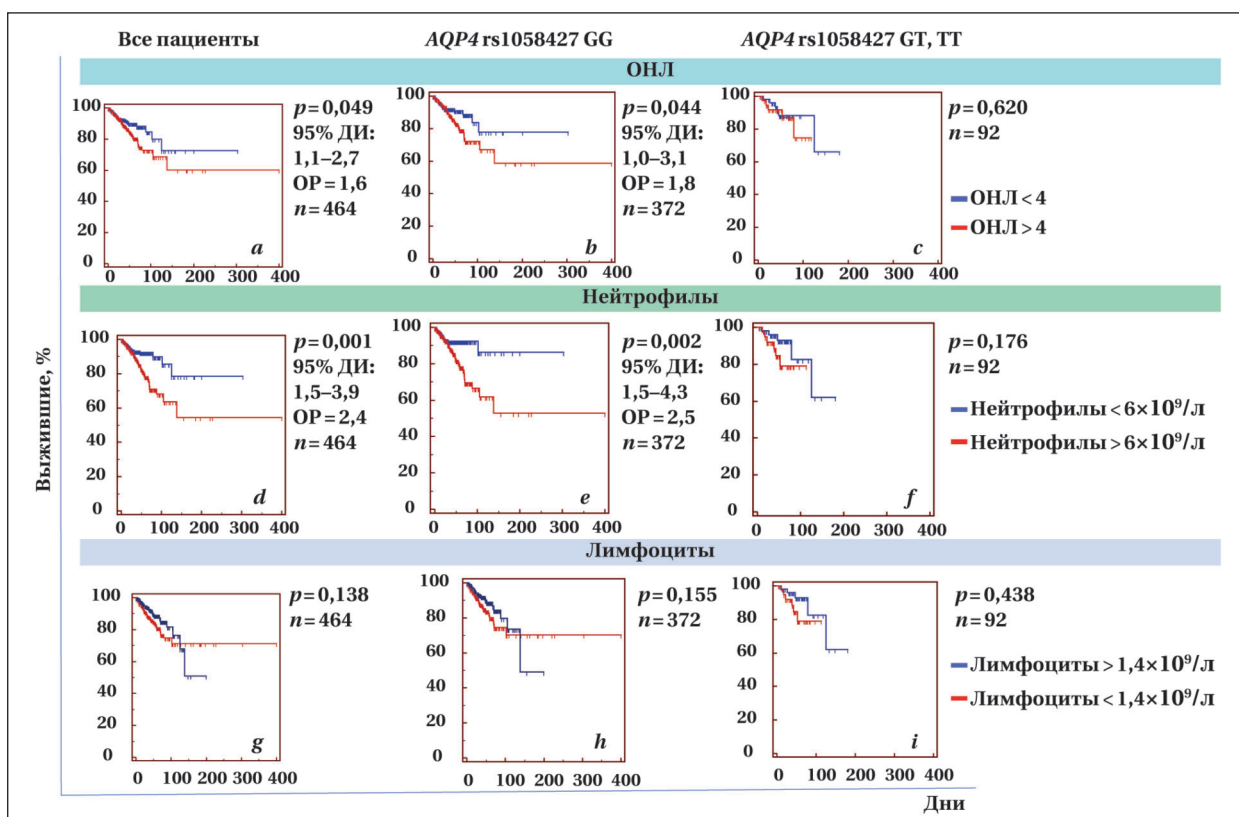 Все пациенты
AQP4 rs1058427 GG
AQP4 rs1058427 GT, TT
ОНЛ
100
80
60
40
20
0
0 100 200 300 400
a
p = 0,049
95% ДИ:
1,1–2,7
ОР = 1,6
n = 464
100
80
60
40
20
0
0 100 200 300 400
b
p = 0,044
95% ДИ:
1,0–3,1
ОР = 1,8
n = 372
100
80
60
40
20
0
0 100 200 300 400
c
p = 0,620
n = 92
ОНЛ < 4
ОНЛ > 4
Нейтрофилы
100
80
60
40
20
0
0 100 200 300 400
d
p = 0,001
95% ДИ:
1,5–3,9
ОР = 2,4
n = 464
100
80
60
40
20
0
0 100 200 300 400
e
p = 0,002
95% ДИ:
1,5–4,3
ОР = 2,5
n = 372
100
80
60
40
20
0
0 100 200 300 400
f
p = 0,176
n = 92
Нейтрофилы < 6×10⁹/л
Нейтрофилы > 6×10⁹/л
Лимфоциты
100
80
60
40
20
0
0 100 200 300 400
g
p = 0,138
n = 464
100
80
60
40
20
0
0 100 200 300 400
h
p = 0,155
n = 372
100
80
60
40
20
0
0 100 200 300 400
i
p = 0,438
n = 92
Лимфоциты > 1,4×10⁹/л
Лимфоциты < 1,4×10⁹/л
Выжившие, %
Дни